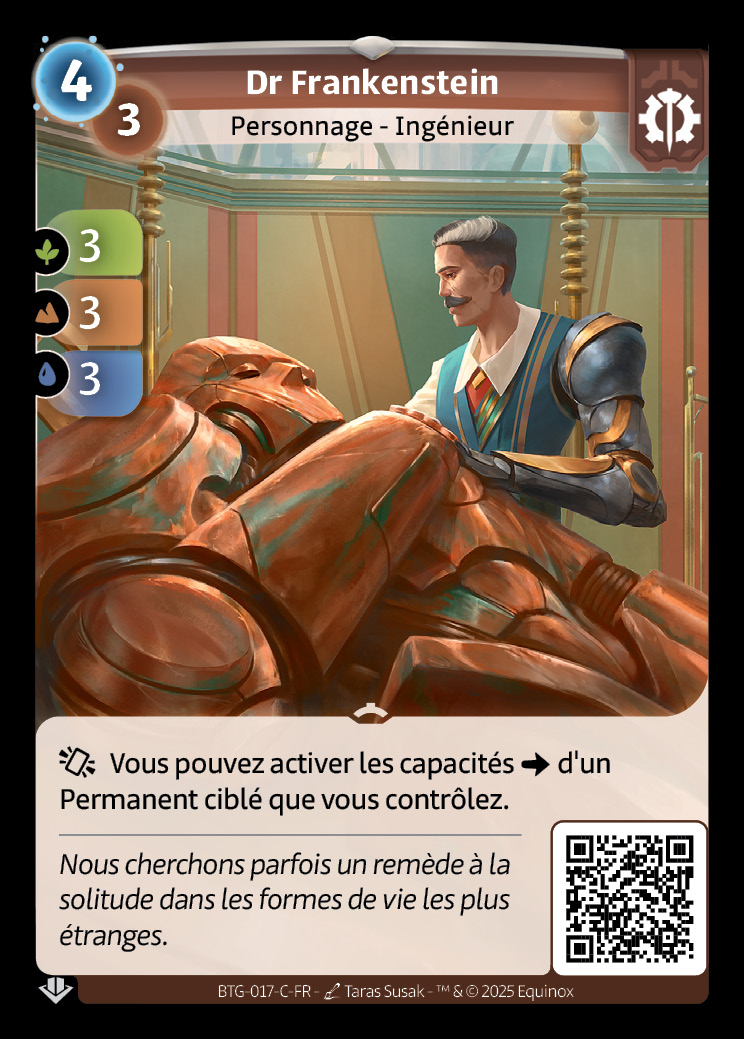 4
Dr Frankenstein
3
Personnage - Ingénieur
3
3
3
Vous pouvez activer les capacités ➔ d'un
Permanent ciblé que vous contrôlez.
Nous cherchons parfois un remède à la
solitude dans les formes de vie les plus
étranges.
BTG-017-C-FR - Taras Susak - ™ & © 2025 Equinox